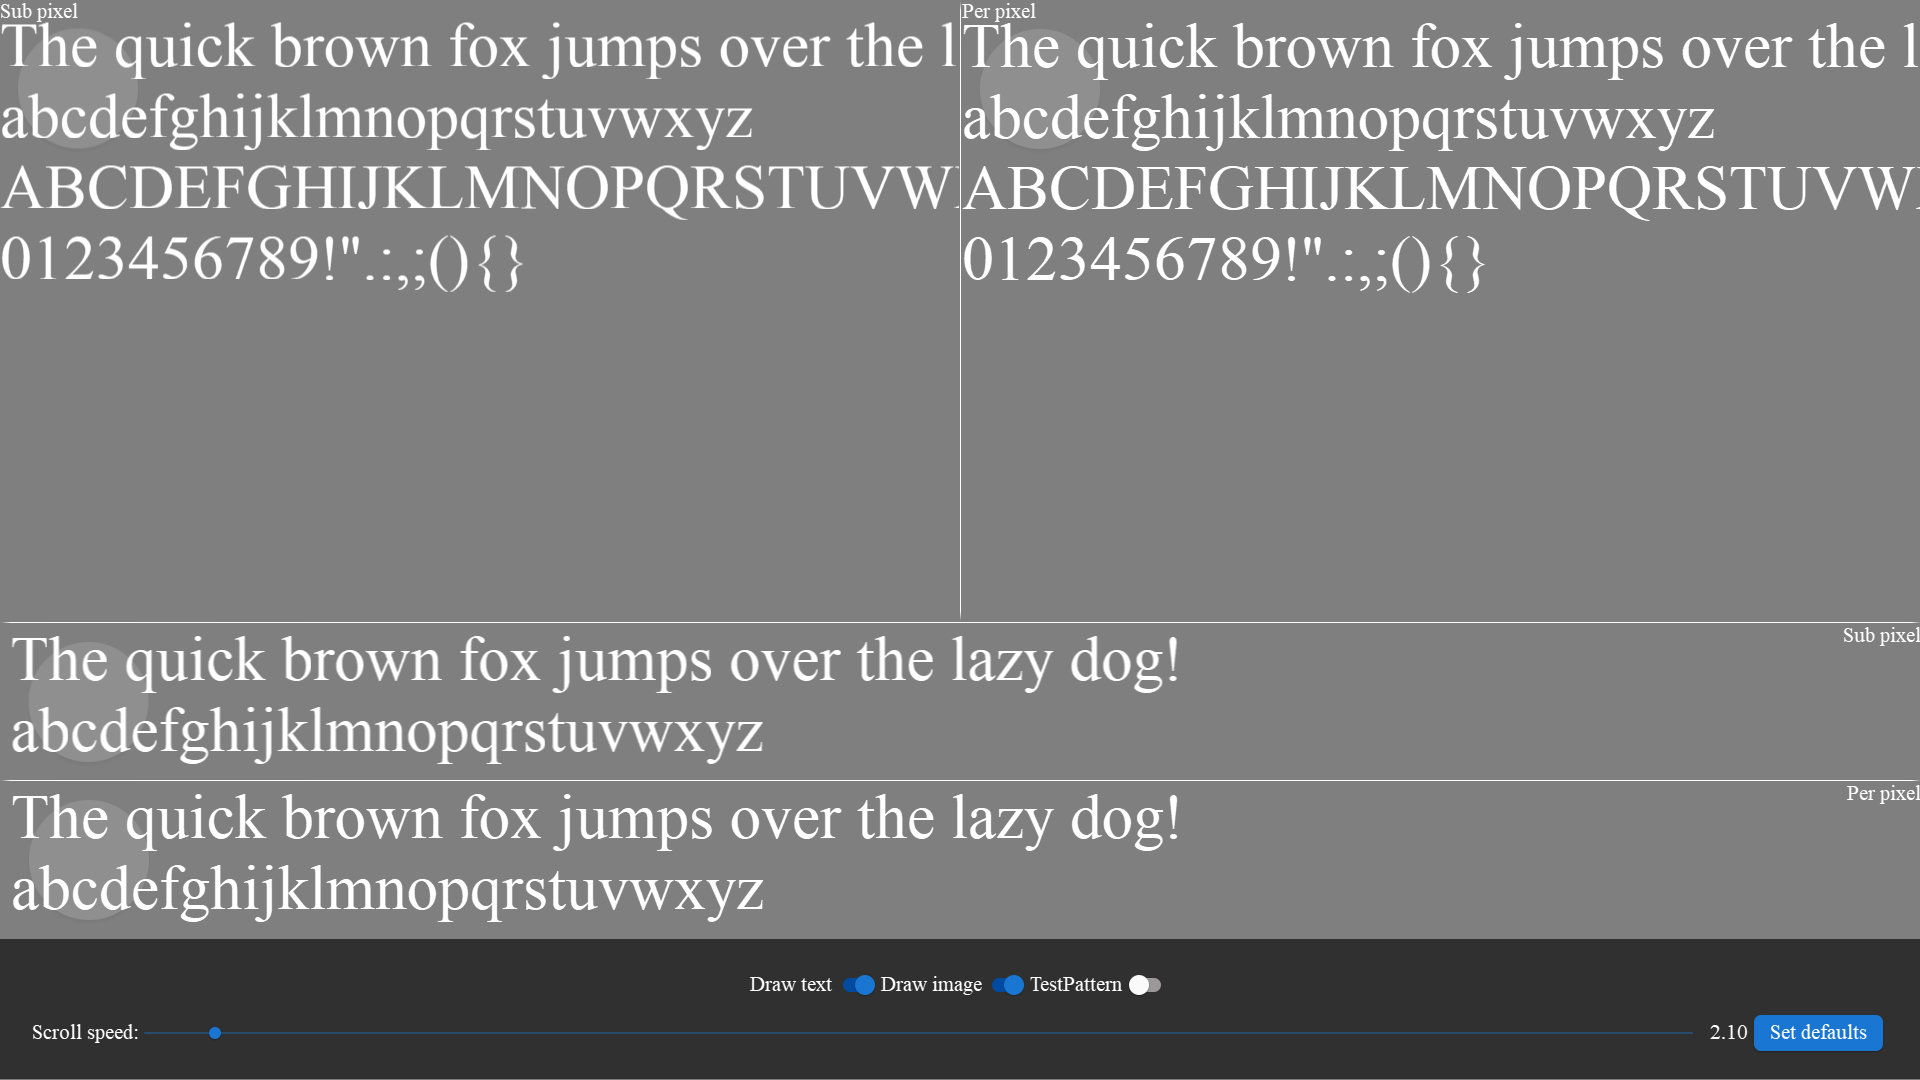 Sub pixel
The quick brown fox jumps over the l
abcdefghijklmnopqrstuvwxyz
ABCDEFGHIJKLMNOPQRSTUVW
0123456789!".:,;(){}
Per pixel
The quick brown fox jumps over the l
abcdefghijklmnopqrstuvwxyz
ABCDEFGHIJKLMNOPQRSTUVW
0123456789!".:,;(){}
Sub pixel
The quick brown fox jumps over the lazy dog!
abcdefghijklmnopqrstuvwxyz
Per pixel
The quick brown fox jumps over the lazy dog!
abcdefghijklmnopqrstuvwxyz
Draw text Draw image TestPattern
Scroll speed: 2.10 Set defaults